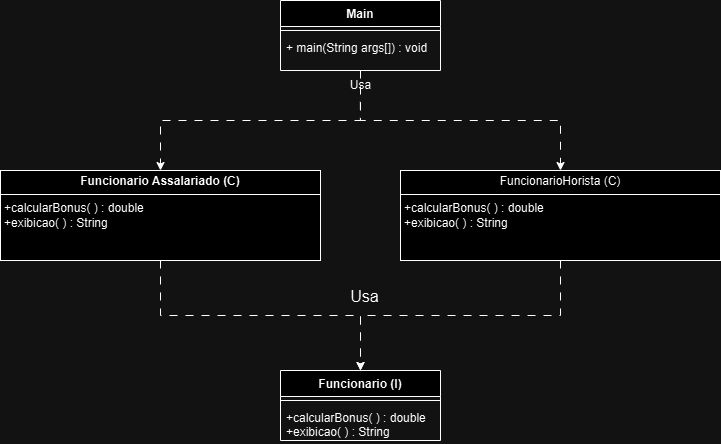 Main
+ main(String args[]) : void
Usa
Funcionario Assalariado (C)
+calcularBonus( ) : double
+exibicao( ) : String
FuncionarioHorista (C)
+calcularBonus( ) : double
+exibicao( ) : String
Usa
Funcionario (I)
+calcularBonus( ) : double
+exibicao( ) : String